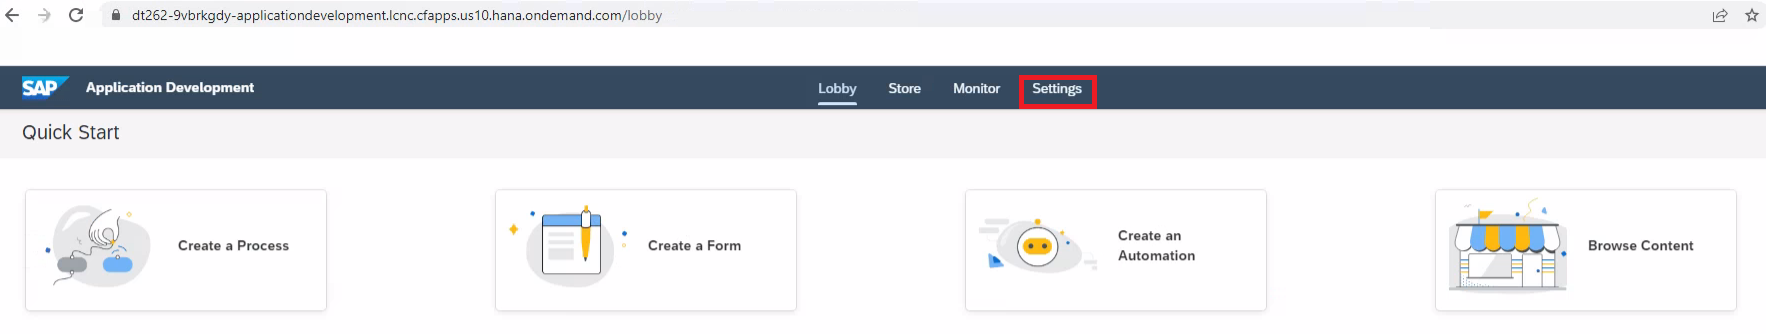 dt262-9vbrkgdy-applicationdevelopment.lcnc.cfapps.us10.hana.ondemand.com/lobby
SAP Application Development Lobby Store Monitor Settings
Quick Start
Create a Process
Create a Form
Create an
Automation
Browse Content